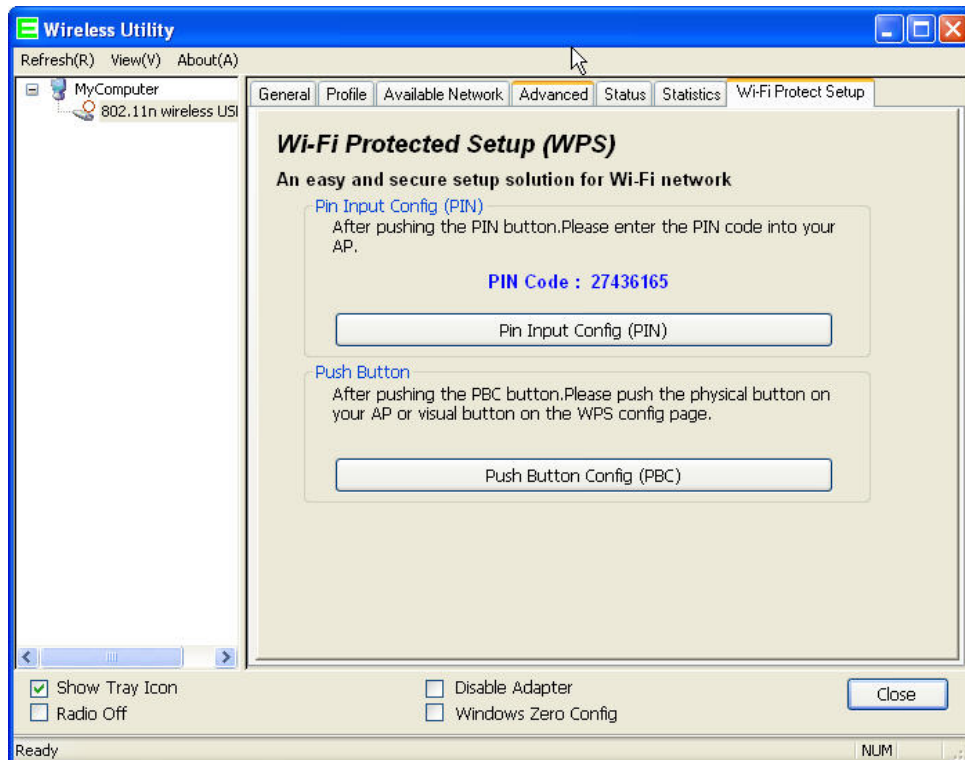 Wireless Utility
Refresh(R) View(V) About(A)
MyComputer
802.11n wireless USI
General Profile Available Network Advanced Status Statistics Wi-Fi Protect Setup
Wi-Fi Protected Setup (WPS)
An easy and secure setup solution for Wi-Fi network
Pin Input Config (PIN)
After pushing the PIN button.Please enter the PIN code into your
AP.
PIN Code : 27436165
Pin Input Config (PIN)
Push Button
After pushing the PBC button.Please push the physical button on
your AP or visual button on the WPS config page.
Push Button Config (PBC)
Show Tray Icon
Disable Adapter
Close
Radio Off
Windows Zero Config
Ready
NUM